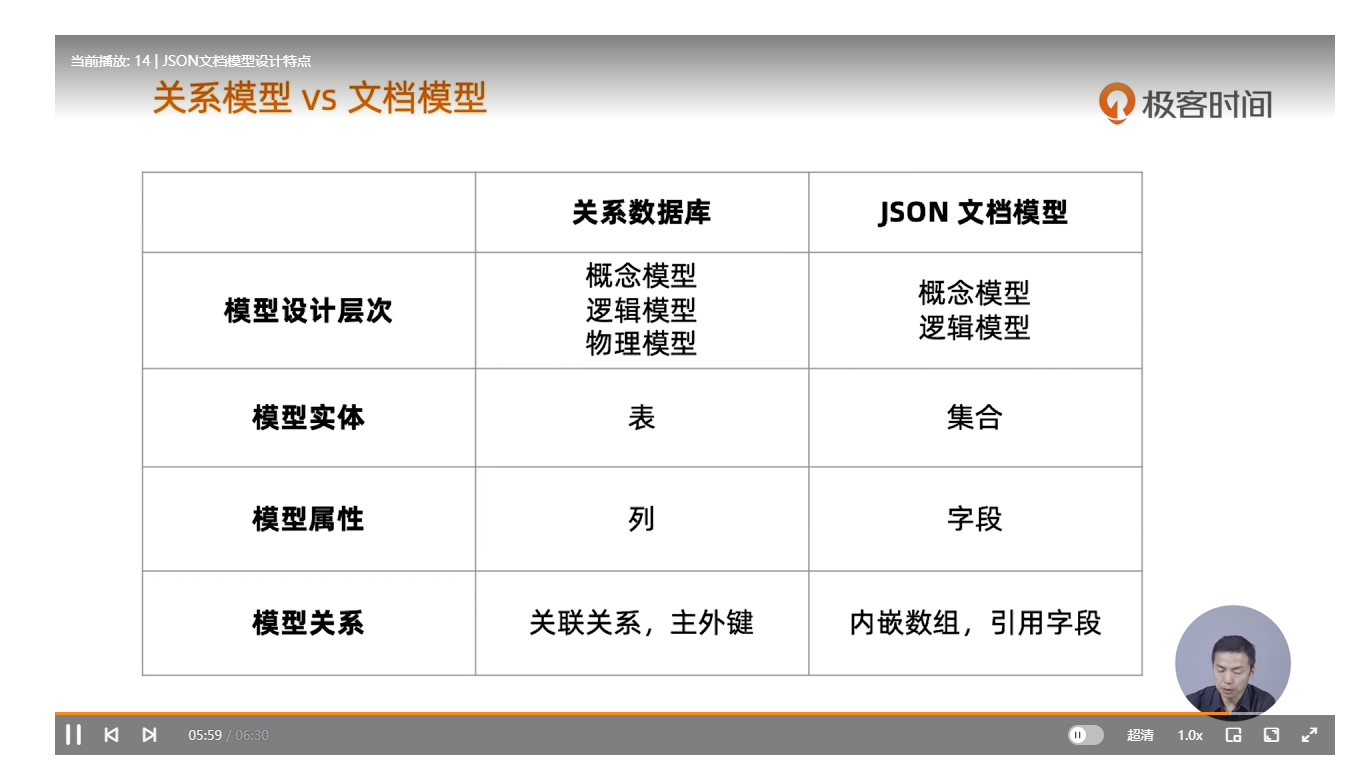 当前播放: 14 | JSON文档模型设计特点
关系模型 vs 文档模型
极客时间
关系数据库
JSON 文档模型
模型设计层次
概念模型
逻辑模型
物理模型
概念模型
逻辑模型
模型实体
表
集合
模型属性
列
字段
模型关系
关联关系，主外键
内嵌数组，引用字段
05:59 / 06:30
超清
1.0x